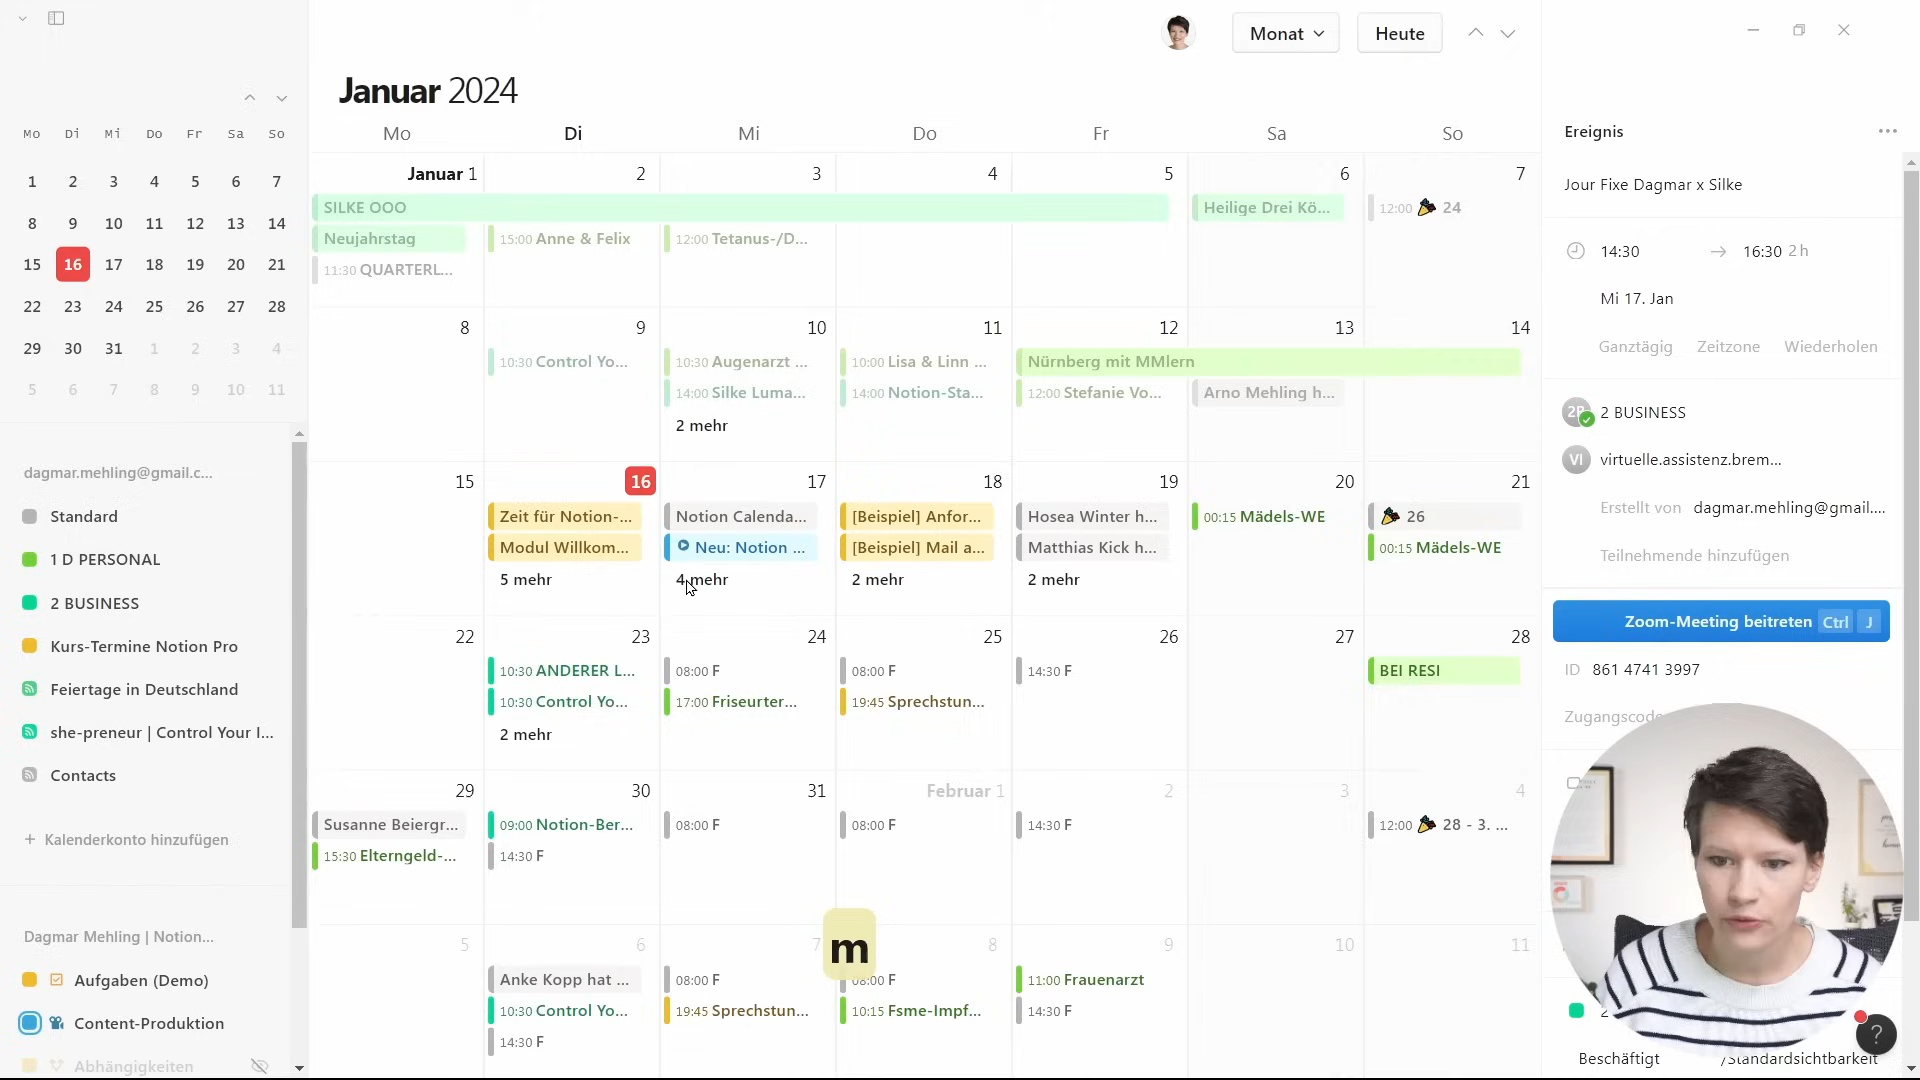 Monat
Heute
Januar 2024
Mo Di Mi Do Fr Sa So
1 2 3 4 5 6 7
8 9 10 11 12 13 14
15 16 17 18 19 20 21
22 23 24 25 26 27 28
29 30 31 1 2 3 4
5 6 7 8 9 10 11
dagmar.mehling@gmail.c...
Standard
1 D PERSONAL
2 BUSINESS
Kurs-Termine Notion Pro
Feiertage in Deutschland
she-preneur | Control Your I...
Contacts
+ Kalenderkonto hinzufügen
Dagmar Mehling | Notion...
Aufgaben (Demo)
Content-Produktion
Abhängigkeiten
Mo Di Mi Do Fr Sa So
Januar 1 2 3 4 5 6 7
SILKE OOO
Heilige Drei Kö...
12:00 24
Neujahrstag
15:00 Anne & Felix
12:00 Tetanus-/D...
11:30 QUARTERL...
8 9 10 11 12 13 14
10:30 Control Yo...
10:30 Augenarzt ...
10:00 Lisa & Linn ...
Nürnberg mit MMlern
14:00 Silke Luma...
14:00 Notion-Sta...
12:00 Stefanie Vo...
Arno Mehling h...
2 mehr
15 16 17 18 19 20 21
Zeit für Notion-...
Notion Calenda...
[Beispiel] Anfor...
Hosea Winter h...
00:15 Mädels-WE
26
Modul Willkom...
Neu: Notion ...
[Beispiel] Mail a...
Matthias Kick h...
00:15 Mädels-WE
5 mehr
4 mehr
2 mehr
2 mehr
22 23 24 25 26 27 28
10:30 ANDERER L...
08:00 F
08:00 F
14:30 F
BEI RESI
10:30 Control Yo...
17:00 Friseurter...
19:45 Sprechstun...
2 mehr
29 30 31 Februar 1 2 3 4
Susanne Beiergr...
09:00 Notion-Ber...
08:00 F
08:00 F
14:30 F
12:00 28 - 3. ...
15:30 Elterngeld-...
14:30 F
5 6 7 8 9 10 11
m
Anke Kopp hat ...
08:00 F
08:00 F
11:00 Frauenarzt
10:30 Control Yo...
19:45 Sprechstun...
10:15 Fsme-Impf...
14:30 F
14:30 F
Ereignis
Jour Fixe Dagmar x Silke
14:30 → 16:30 2 h
Mi 17. Jan
Ganztägig Zeitzone Wiederholen
2B 2 BUSINESS
VI virtuelle.assistenz.brem...
Erstellt von dagmar.mehling@gmail....
Teilnehmende hinzufügen
Zoom-Meeting beitreten Ctrl J
ID 861 4741 3997
Zugangscode
2
?
Beschäftigt
/Standardsichtbarkeit